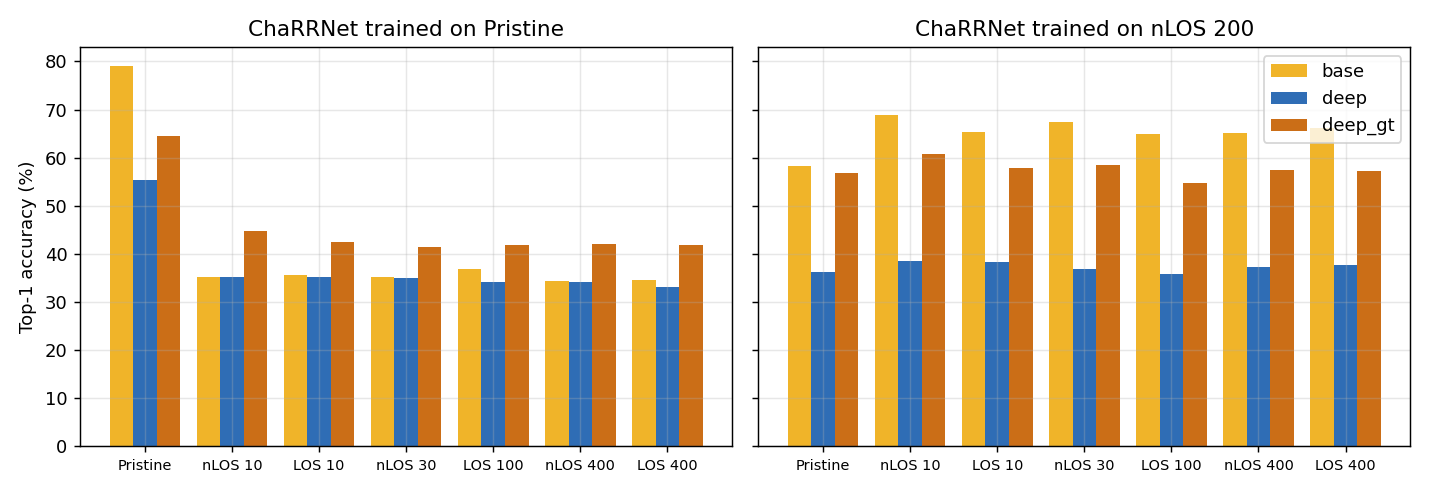 ChaRRNet trained on Pristine
ChaRRNet trained on nLOS 200
Top-1 accuracy (%)
80
70
60
50
40
30
20
10
0
base
deep
deep_gt
Pristine nLOS 10 LOS 10 nLOS 30 LOS 100 nLOS 400 LOS 400
Pristine nLOS 10 LOS 10 nLOS 30 LOS 100 nLOS 400 LOS 400